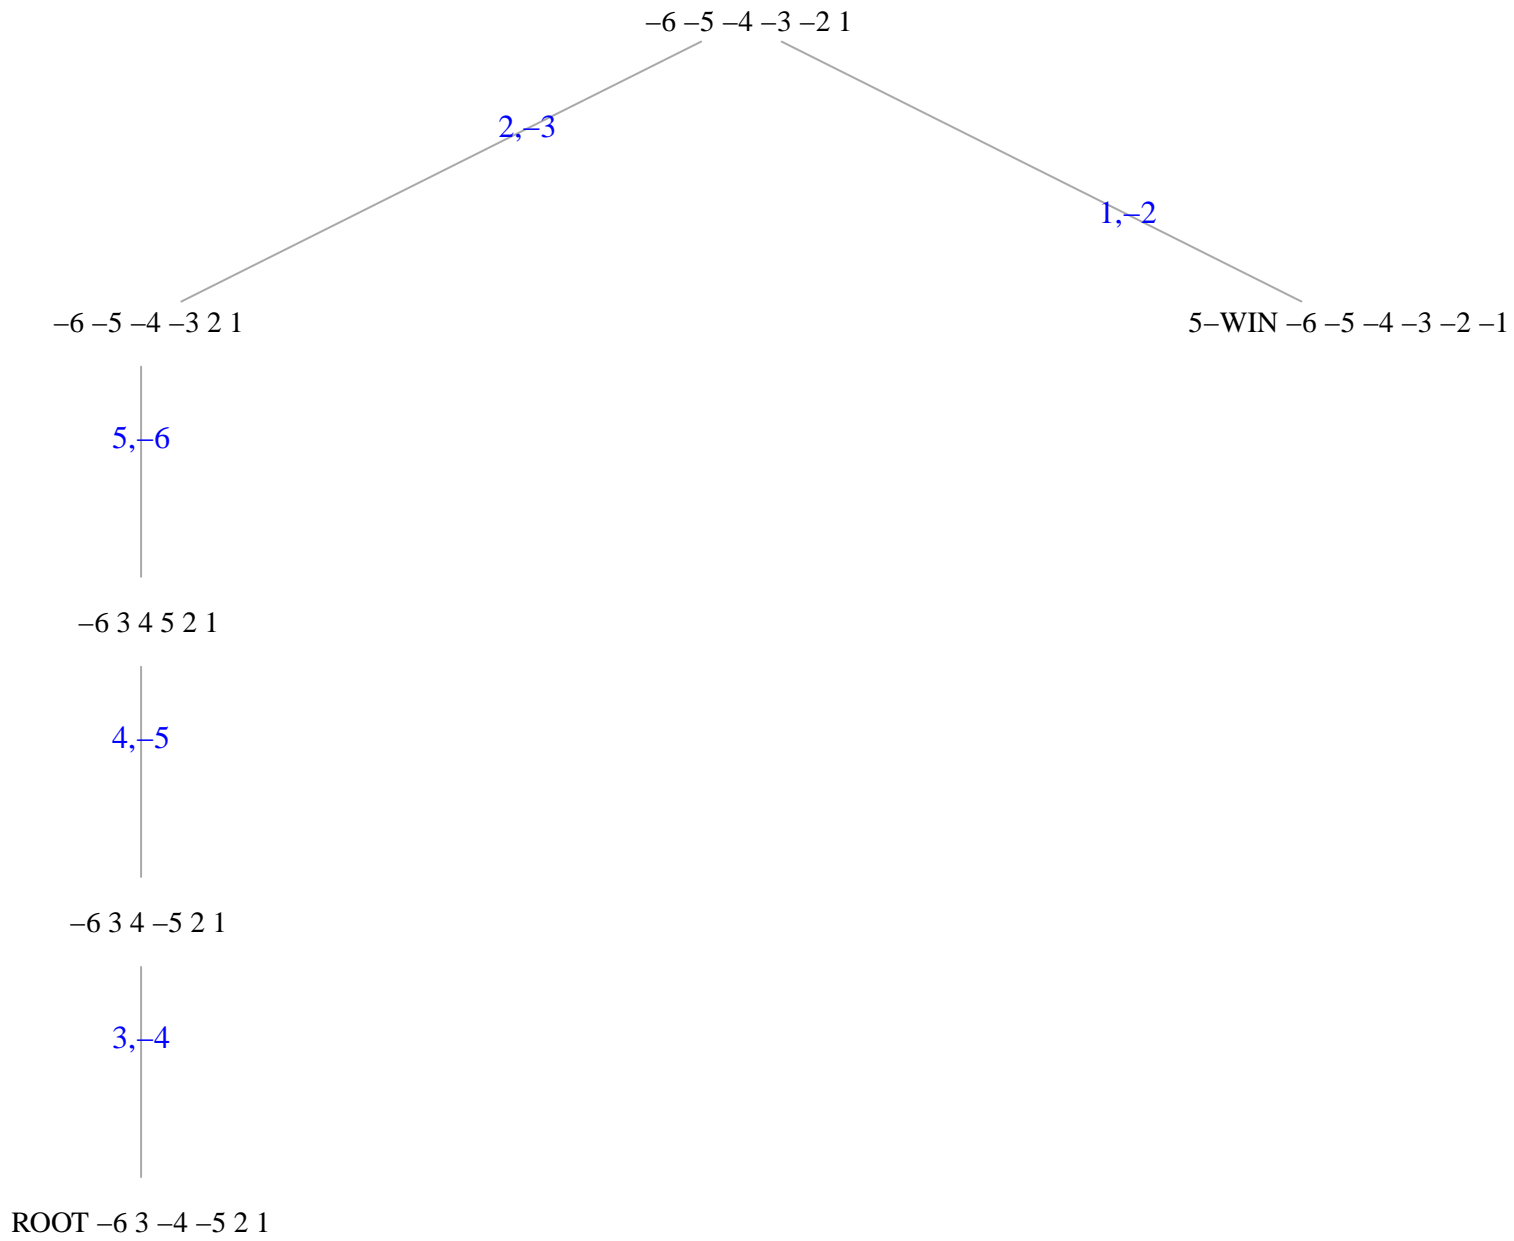 –6 –5 –4 –3 –2 1
2,–3
1,–2
–6 –5 –4 –3 2 1
5–WIN –6 –5 –4 –3 –2 –1
5,–6
–6 3 4 5 2 1
4,–5
–6 3 4 –5 2 1
3,–4
ROOT –6 3 –4 –5 2 1